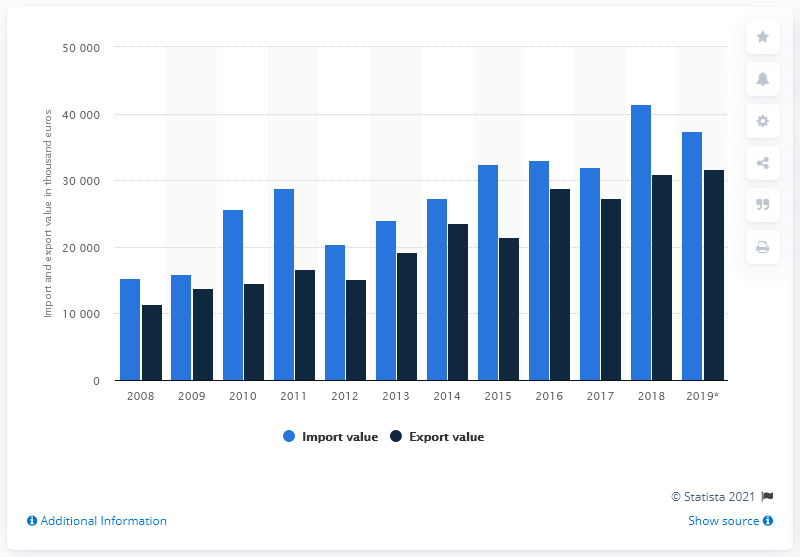 50 000
40 000
30 000
20 000
10 000
0
Import and export value in thousand euros
2008 2009 2010 2011 2012 2013 2014 2015 2016 2017 2018 2019*
Import value Export value
© Statista 2021
Additional Information Show source